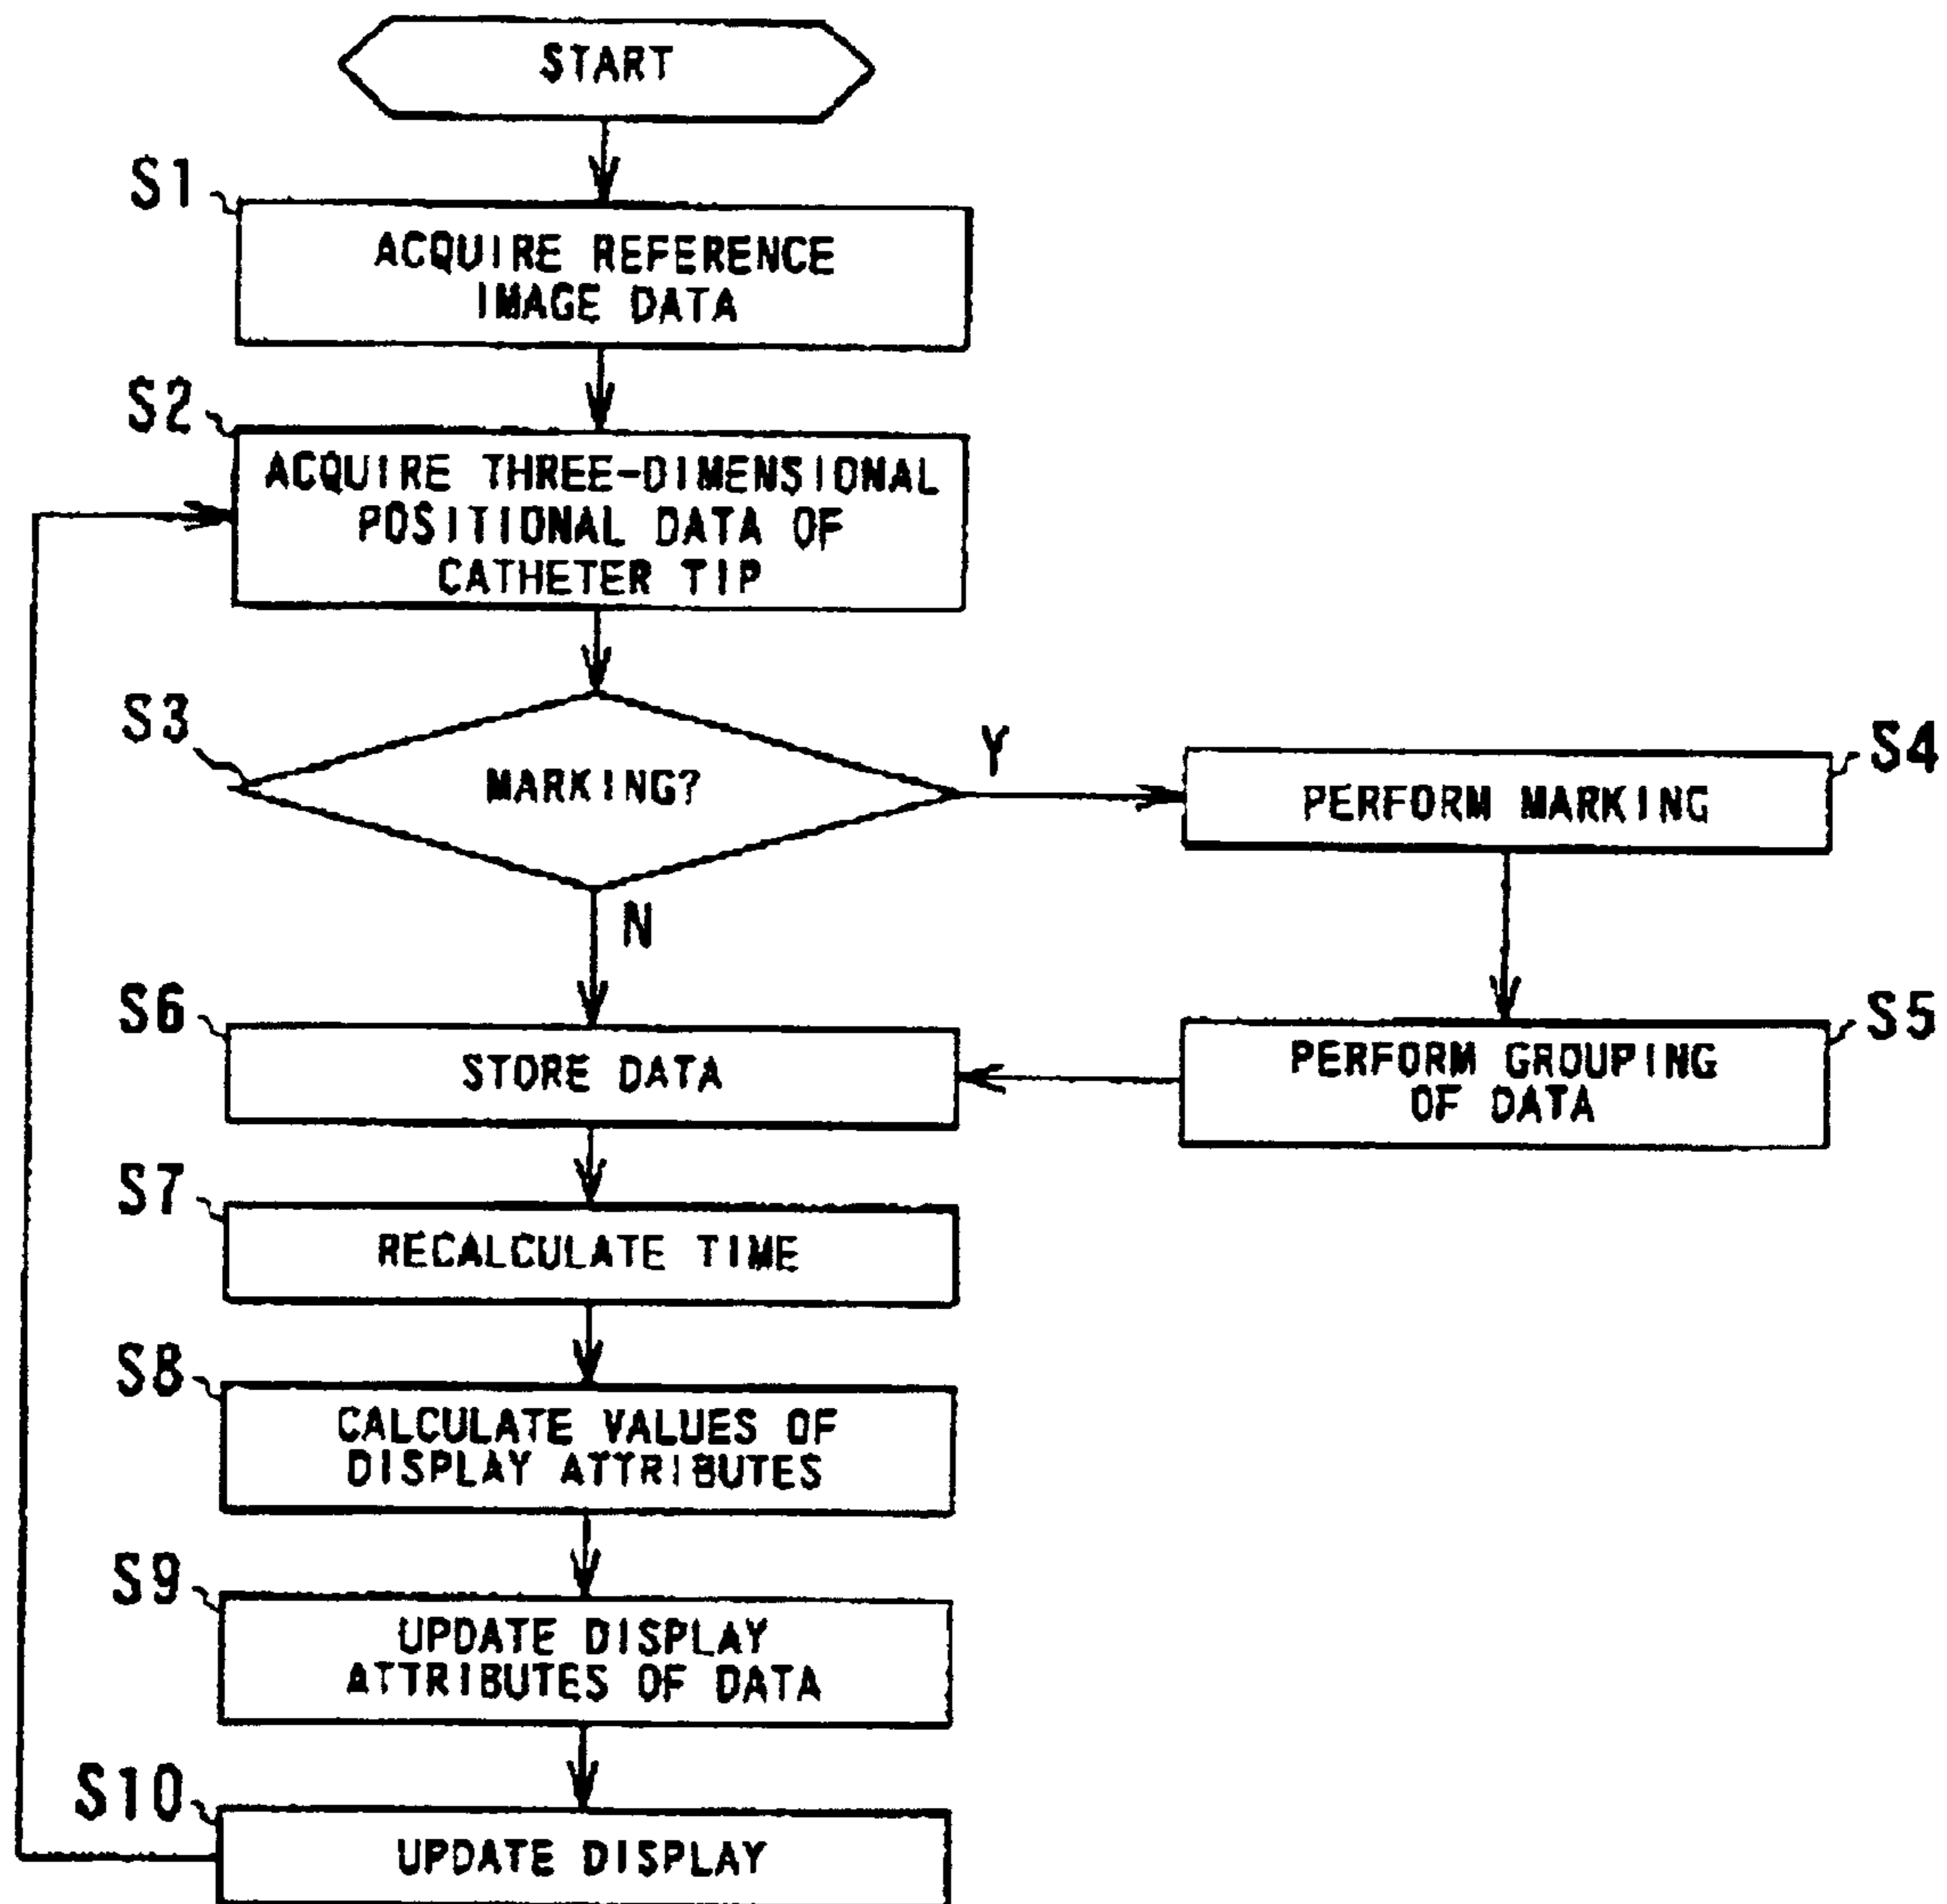 START
S1
ACQUIRE REFERENCE
IMAGE DATA
S2
ACQUIRE THREE-DIMENSIONAL
POSITIONAL DATA OF
CATHETER TIP
S3
MARKING?
Y
S4
PERFORM MARKING
N
S5
PERFORM GROUPING
OF DATA
S6
STORE DATA
S7
RECALCULATE TIME
S8
CALCULATE VALUES OF
DISPLAY ATTRIBUTES
S9
UPDATE DISPLAY
ATTRIBUTES OF DATA
S10
UPDATE DISPLAY